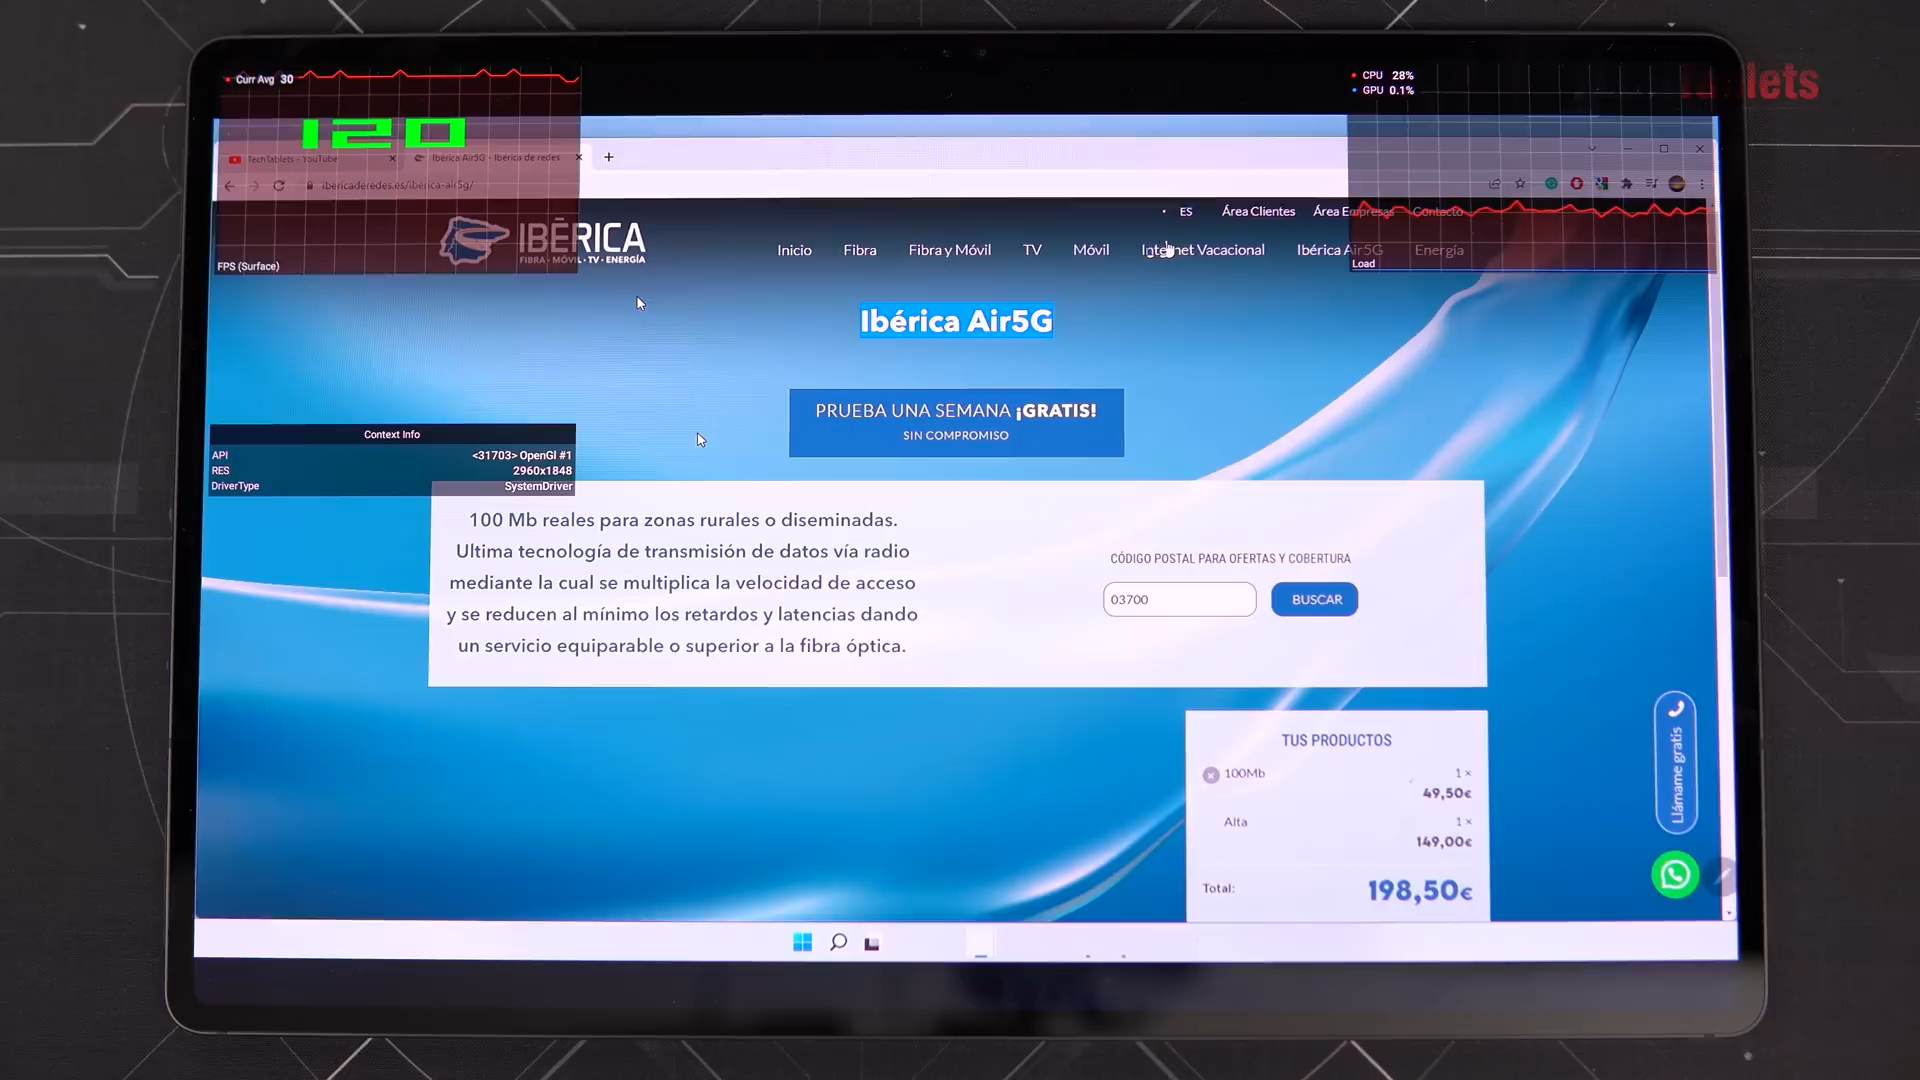 Curr Avg 30
CPU 28%
GPU 0.1%
lets
120
TechTablets - YouTube
Ibérica Air5G - Ibérica de redes
ibericaderedes.es/iberica-air5g/
ES Área Clientes Área Empresas Contacto
IBĒRICA
FIBRA · MÓVIL · TV · ENERGÍA
Inicio Fibra Fibra y Móvil TV Móvil Internet Vacacional Ibérica Air5G Energía
FPS (Surface)
Load
Ibérica Air5G
PRUEBA UNA SEMANA ¡GRATIS!
SIN COMPROMISO
Context Info
API <31703> OpenGl #1
RES 2960x1848
DriverType SystemDriver
100 Mb reales para zonas rurales o diseminadas.
Ultima tecnología de transmisión de datos vía radio
mediante la cual se multiplica la velocidad de acceso
y se reducen al mínimo los retardos y latencias dando
un servicio equiparable o superior a la fibra óptica.
CÓDIGO POSTAL PARA OFERTAS Y COBERTURA
03700
BUSCAR
TUS PRODUCTOS
100Mb 1 ×
49,50€
Alta 1 ×
149,00€
Total: 198,50€
Llámame gratis